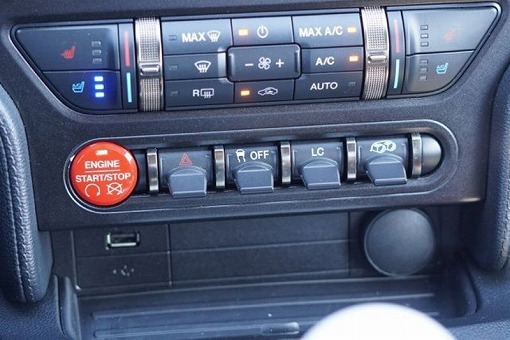 MAX MAX A/C
- + A/C
R AUTO
ENGINE
START/STOP
OFF LC